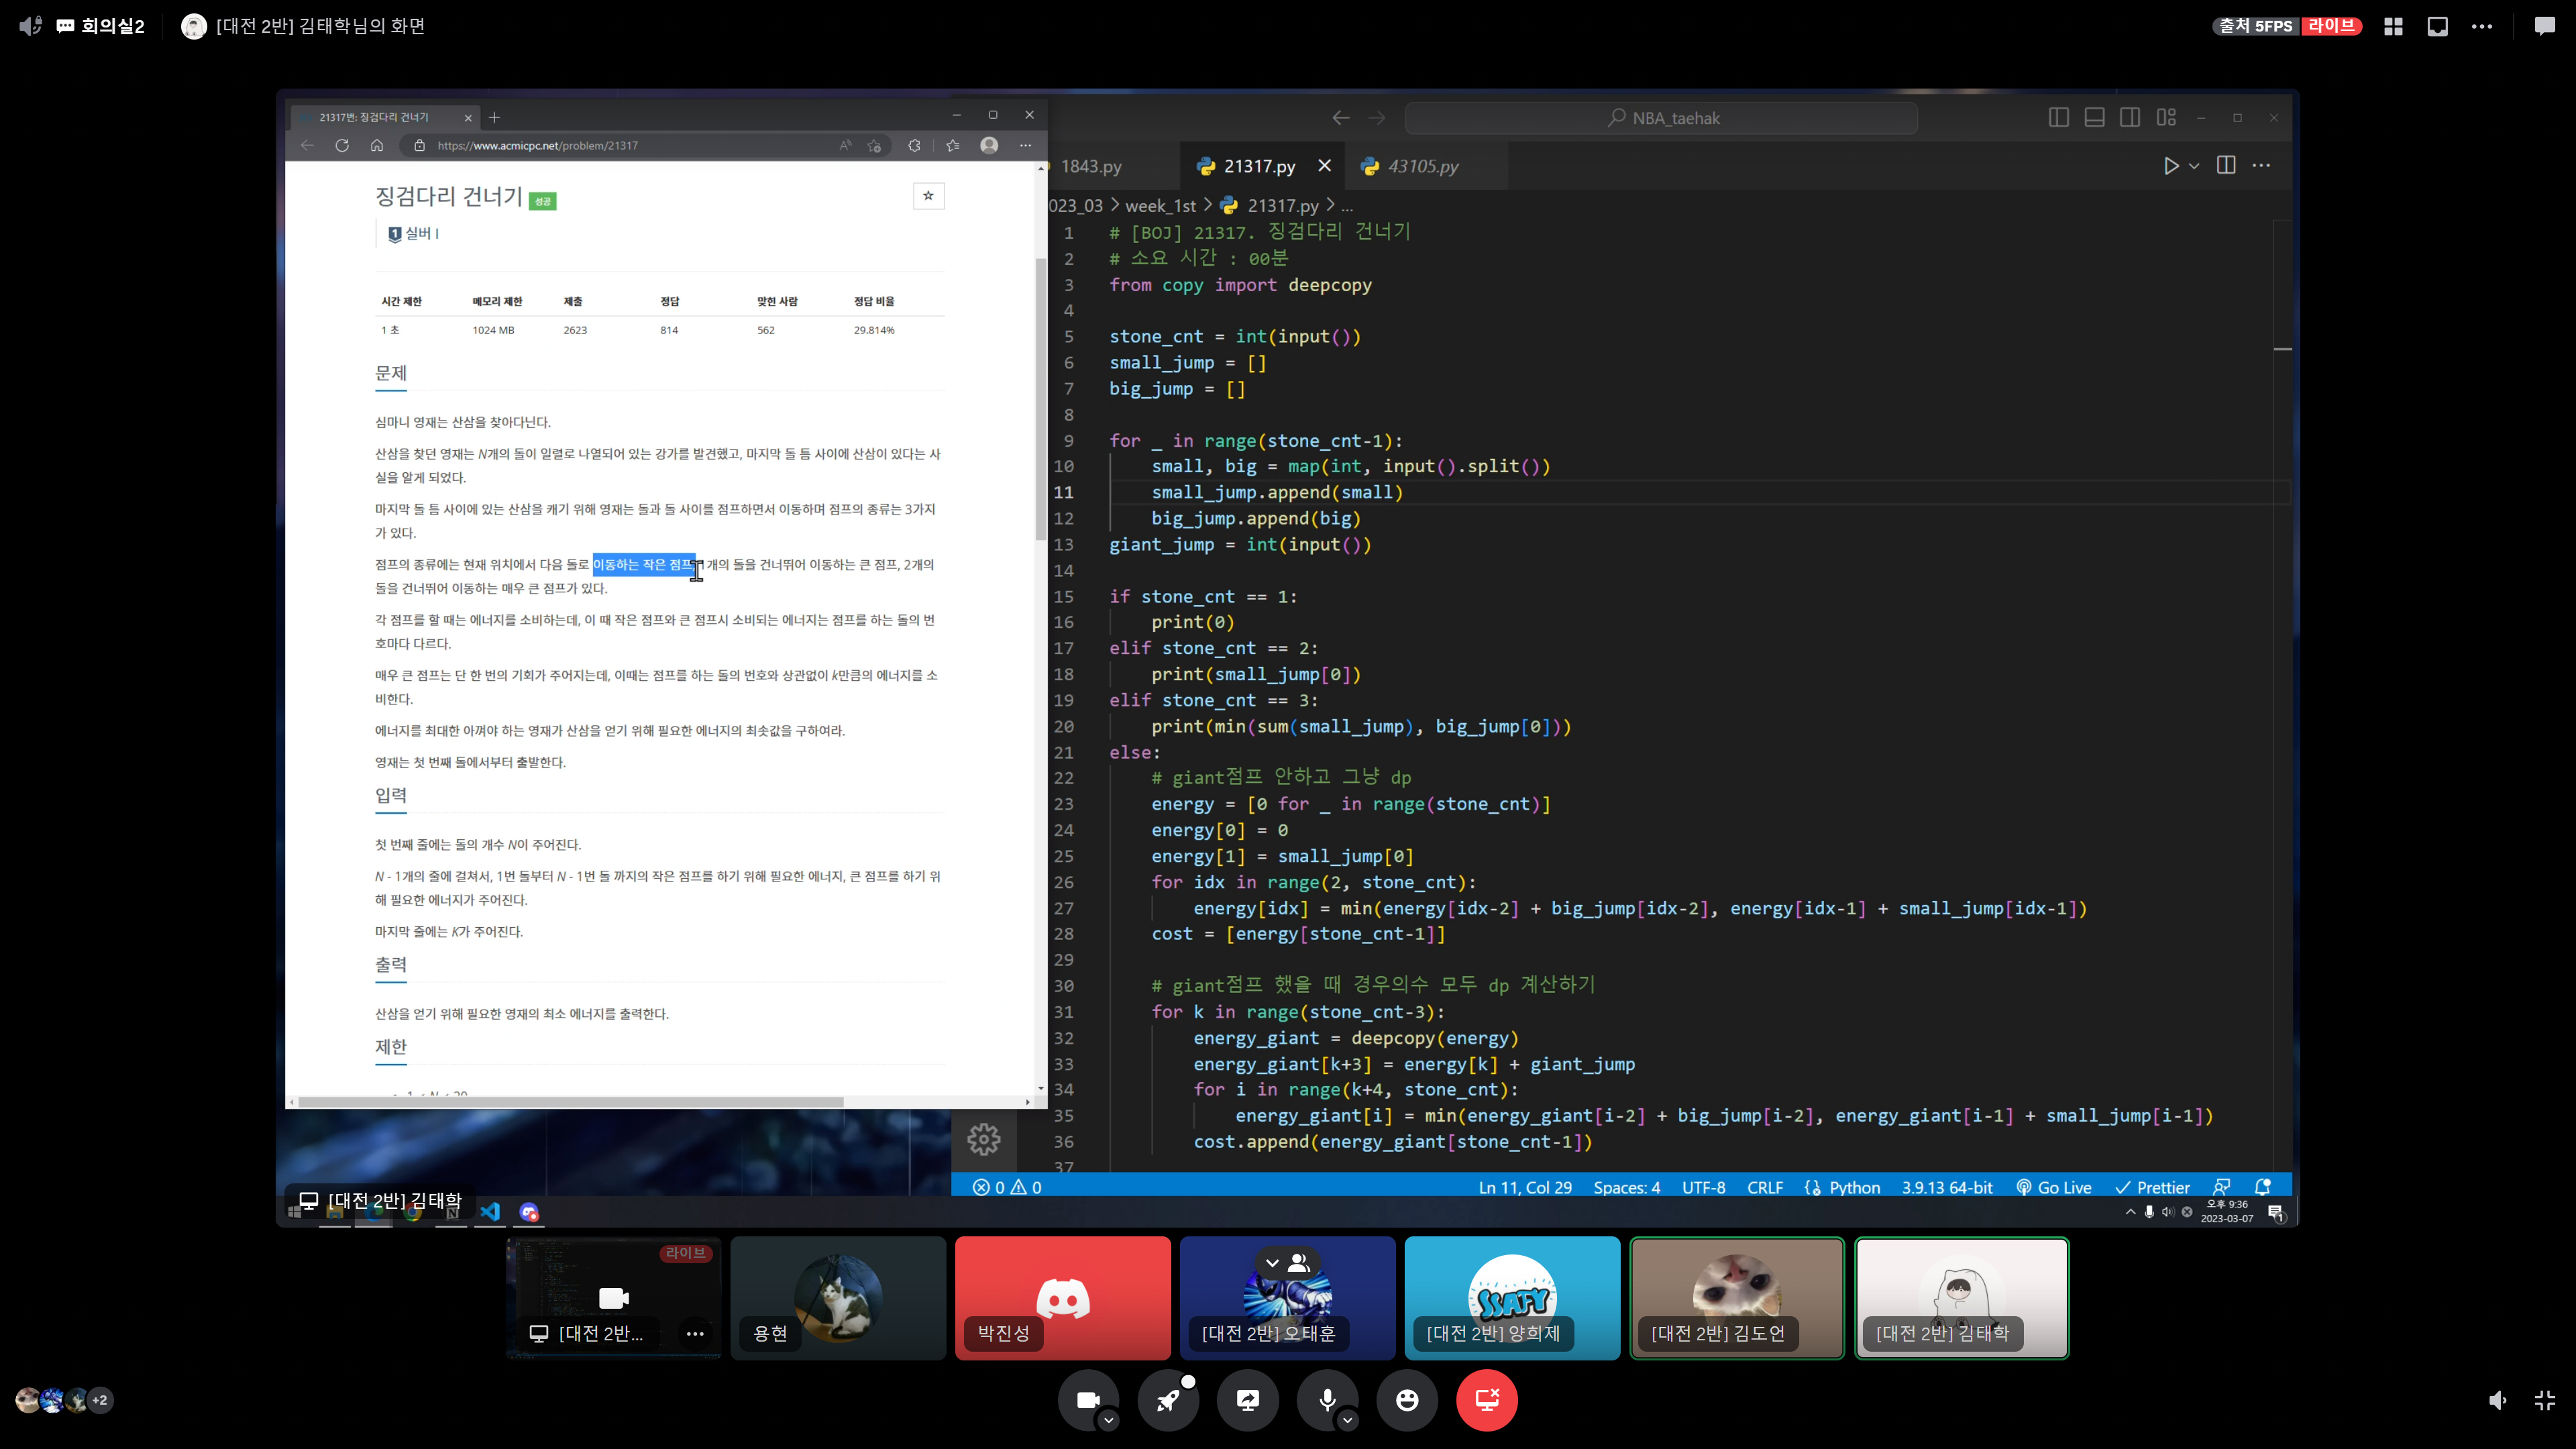 회의실2
[대전 2반] 김태학님의 화면
출처 5FPS 라이브
21317번: 징검다리 건너기
https://www.acmicpc.net/problem/21317
징검다리 건너기 성공
1 실버 I
시간 제한 메모리 제한 제출 정답 맞힌 사람 정답 비율
1 초 1024 MB 2623 814 562 29.814%
문제
심마니 영재는 산삼을 찾아다닌다.
산삼을 찾던 영재는 N개의 돌이 일렬로 나열되어 있는 강가를 발견했고, 마지막 돌 틈 사이에 산삼이 있다는 사
실을 알게 되었다.
마지막 돌 틈 사이에 있는 산삼을 캐기 위해 영재는 돌과 돌 사이를 점프하면서 이동하며 점프의 종류는 3가지
가 있다.
점프의 종류에는 현재 위치에서 다음 돌로 이동하는 작은 점프, 개의 돌을 건너뛰어 이동하는 큰 점프, 2개의
돌을 건너뛰어 이동하는 매우 큰 점프가 있다.
각 점프를 할 때는 에너지를 소비하는데, 이 때 작은 점프와 큰 점프시 소비되는 에너지는 점프를 하는 돌의 번
호마다 다르다.
매우 큰 점프는 단 한 번의 기회가 주어지는데, 이때는 점프를 하는 돌의 번호와 상관없이 k만큼의 에너지를 소
비한다.
에너지를 최대한 아껴야 하는 영재가 산삼을 얻기 위해 필요한 에너지의 최솟값을 구하여라.
영재는 첫 번째 돌에서부터 출발한다.
입력
첫 번째 줄에는 돌의 개수 N이 주어진다.
N - 1개의 줄에 걸쳐서, 1번 돌부터 N - 1번 돌 까지의 작은 점프를 하기 위해 필요한 에너지, 큰 점프를 하기 위
해 필요한 에너지가 주어진다.
마지막 줄에는 K가 주어진다.
출력
산삼을 얻기 위해 필요한 영재의 최소 에너지를 출력한다.
제한
NBA_taehak
1843.py 21317.py 43105.py
023_03 > week_1st > 21317.py > ...
1 # [BOJ] 21317. 징검다리 건너기
2 # 소요 시간 : 00분
3 from copy import deepcopy
4
5 stone_cnt = int(input())
6 small_jump = []
7 big_jump = []
8
9 for _ in range(stone_cnt-1):
10 small, big = map(int, input().split())
11 small_jump.append(small)
12 big_jump.append(big)
13 giant_jump = int(input())
14
15 if stone_cnt == 1:
16 print(0)
17 elif stone_cnt == 2:
18 print(small_jump[0])
19 elif stone_cnt == 3:
20 print(min(sum(small_jump), big_jump[0]))
21 else:
22 # giant점프 안하고 그냥 dp
23 energy = [0 for _ in range(stone_cnt)]
24 energy[0] = 0
25 energy[1] = small_jump[0]
26 for idx in range(2, stone_cnt):
27 energy[idx] = min(energy[idx-2] + big_jump[idx-2], energy[idx-1] + small_jump[idx-1])
28 cost = [energy[stone_cnt-1]]
29
30 # giant점프 했을 때 경우의수 모두 dp 계산하기
31 for k in range(stone_cnt-3):
32 energy_giant = deepcopy(energy)
33 energy_giant[k+3] = energy[k] + giant_jump
34 for i in range(k+4, stone_cnt):
35 energy_giant[i] = min(energy_giant[i-2] + big_jump[i-2], energy_giant[i-1] + small_jump[i-1])
36 cost.append(energy_giant[stone_cnt-1])
37
0 0 Ln 11, Col 29 Spaces: 4 UTF-8 CRLF Python 3.9.13 64-bit Go Live Prettier
[대전 2반] 김태학
오후 9:36
2023-03-07
라이브
[대전 2반...
용현
박진성
[대전 2반] 오태훈
SSAFY
[대전 2반] 양희제
[대전 2반] 김도언
[대전 2반] 김태학
+2